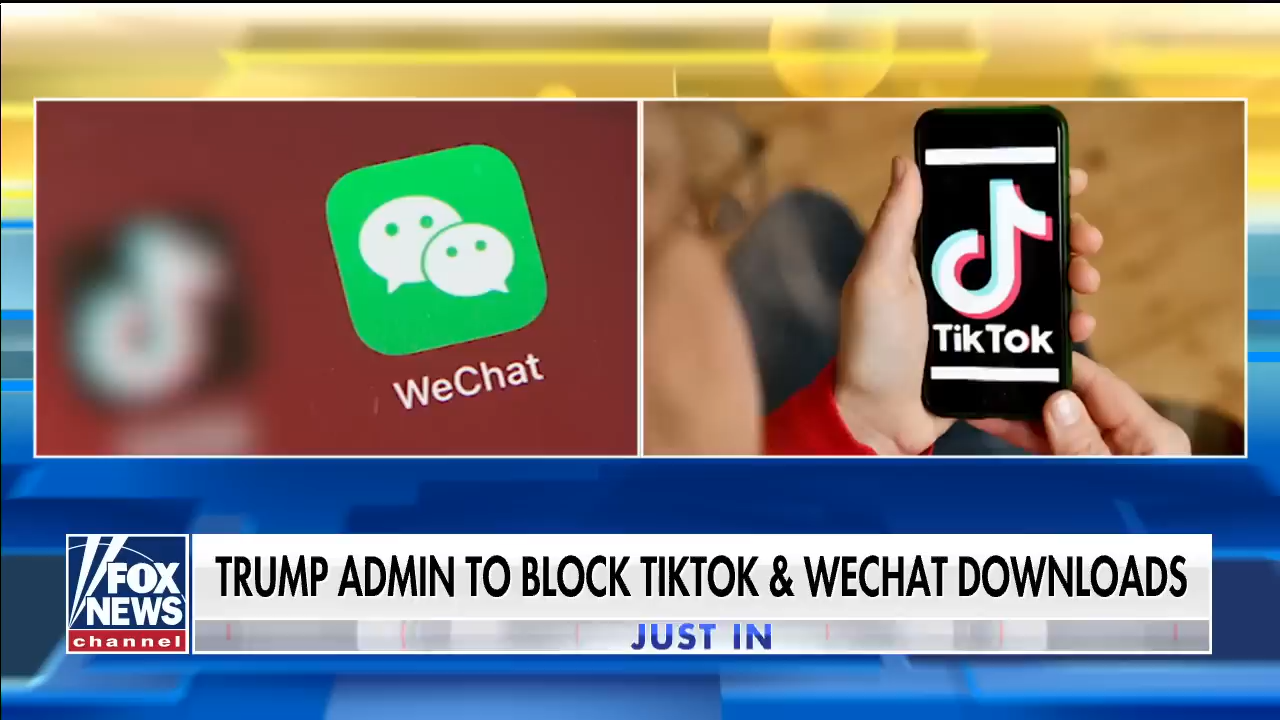 WeChat
TikTok
TRUMP ADMIN TO BLOCK TIKTOK & WECHAT DOWNLOADS
FOX
NEWS
channel
JUST IN